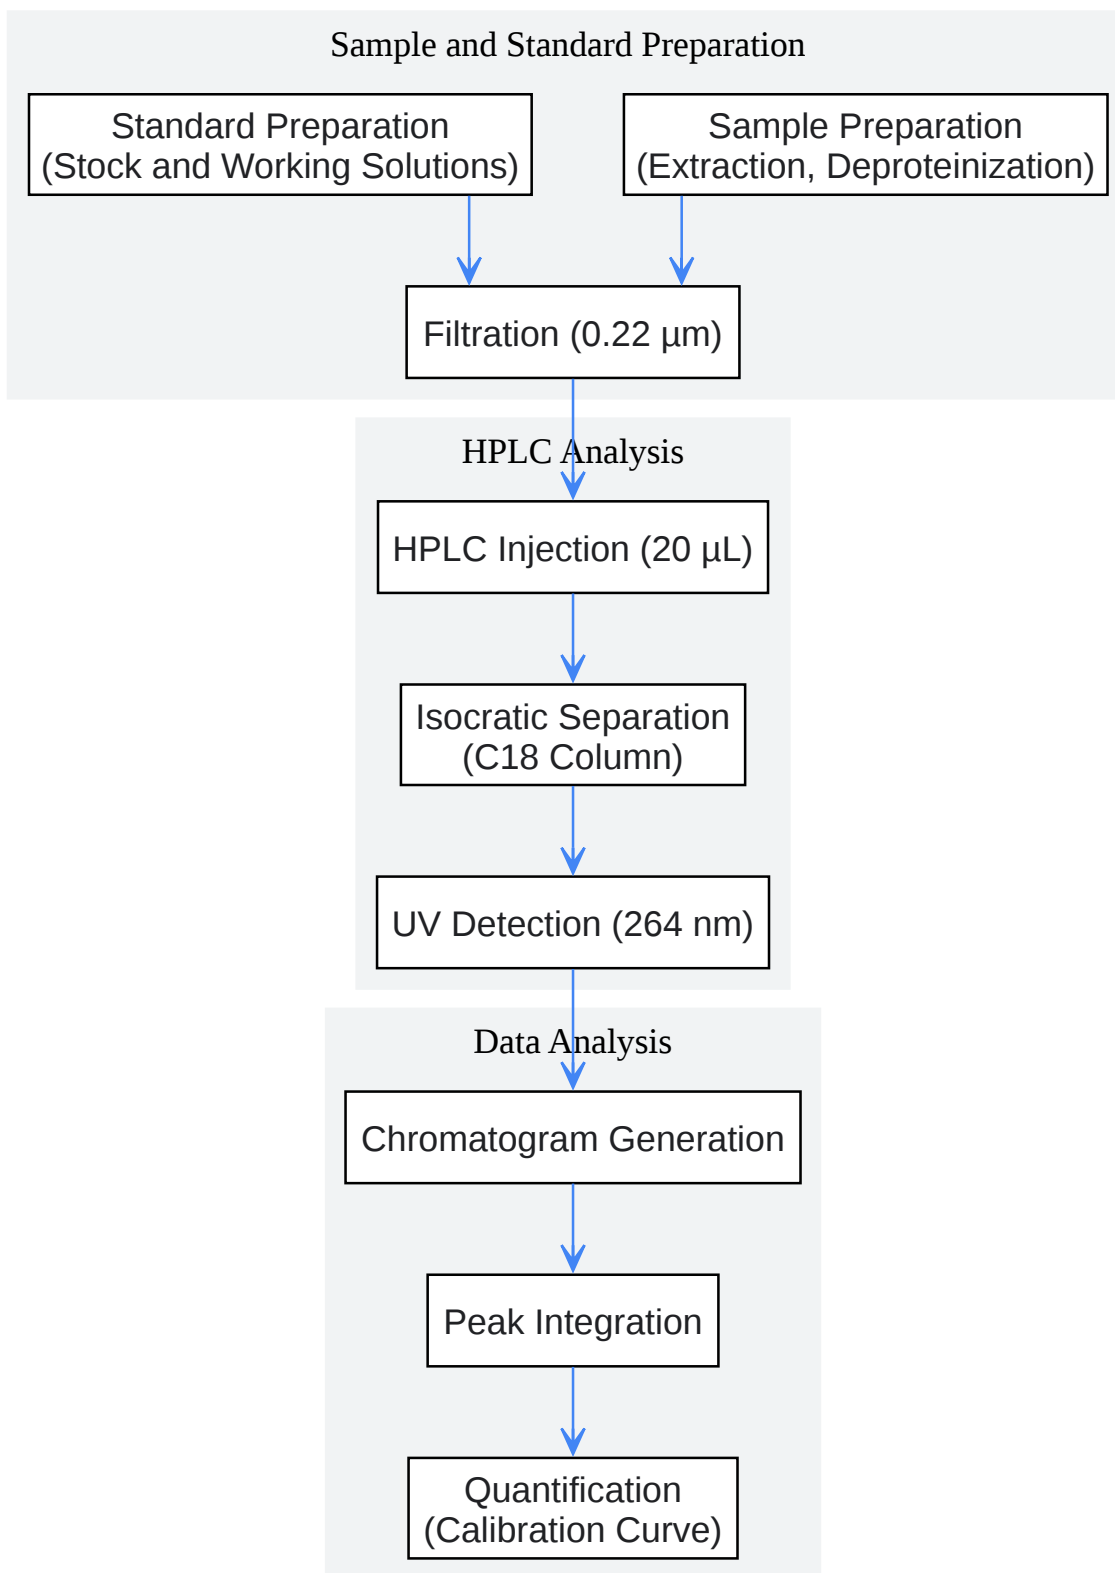 Sample and Standard Preparation
Standard Preparation
(Stock and Working Solutions)
Sample Preparation
(Extraction, Deproteinization)
Filtration (0.22 µm)
HPLC Analysis
HPLC Injection (20 µL)
Isocratic Separation
(C18 Column)
UV Detection (264 nm)
Data Analysis
Chromatogram Generation
Peak Integration
Quantification
(Calibration Curve)